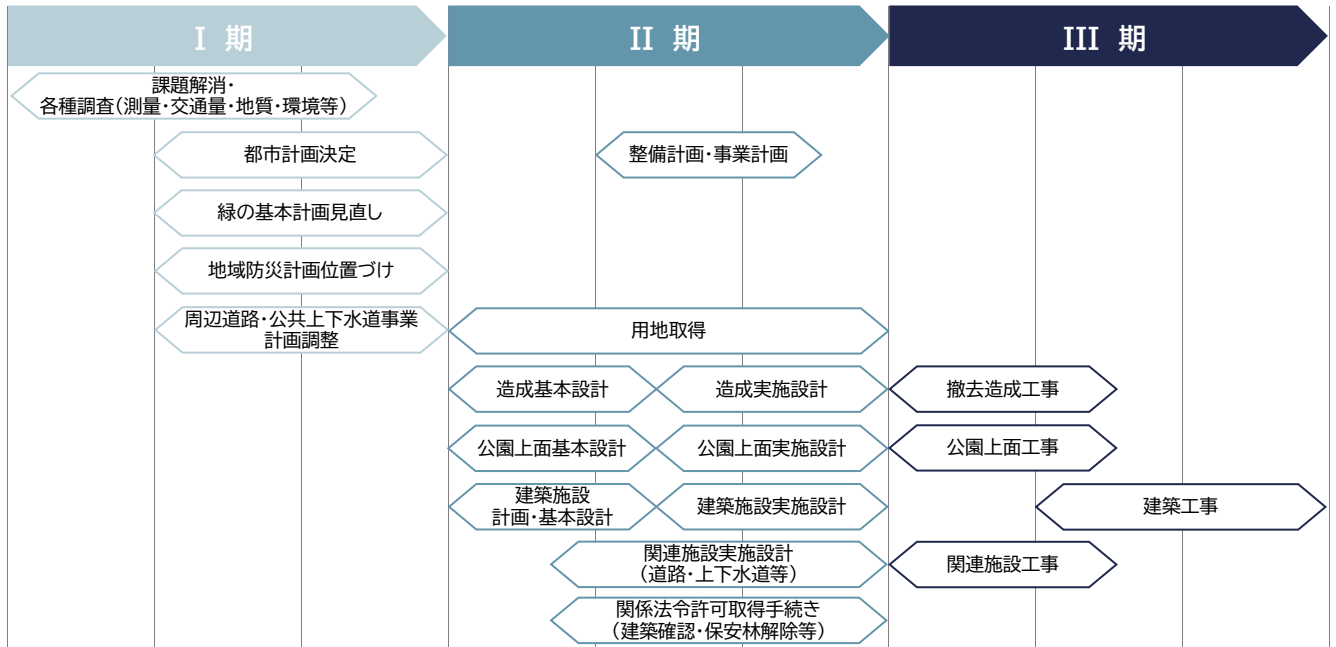 I 期
II 期
III 期
課題解消・
各種調査(測量・交通量・地質・環境等)
都市計画決定
整備計画・事業計画
緑の基本計画見直し
地域防災計画位置づけ
周辺道路・公共上下水道事業
計画調整
用地取得
造成基本設計
造成実施設計
撤去造成工事
公園上面基本設計
公園上面実施設計
公園上面工事
建築施設
計画・基本設計
建築施設実施設計
建築工事
関連施設実施設計
(道路・上下水道等)
関連施設工事
関係法令許可取得手続き
(建築確認・保安林解除等)